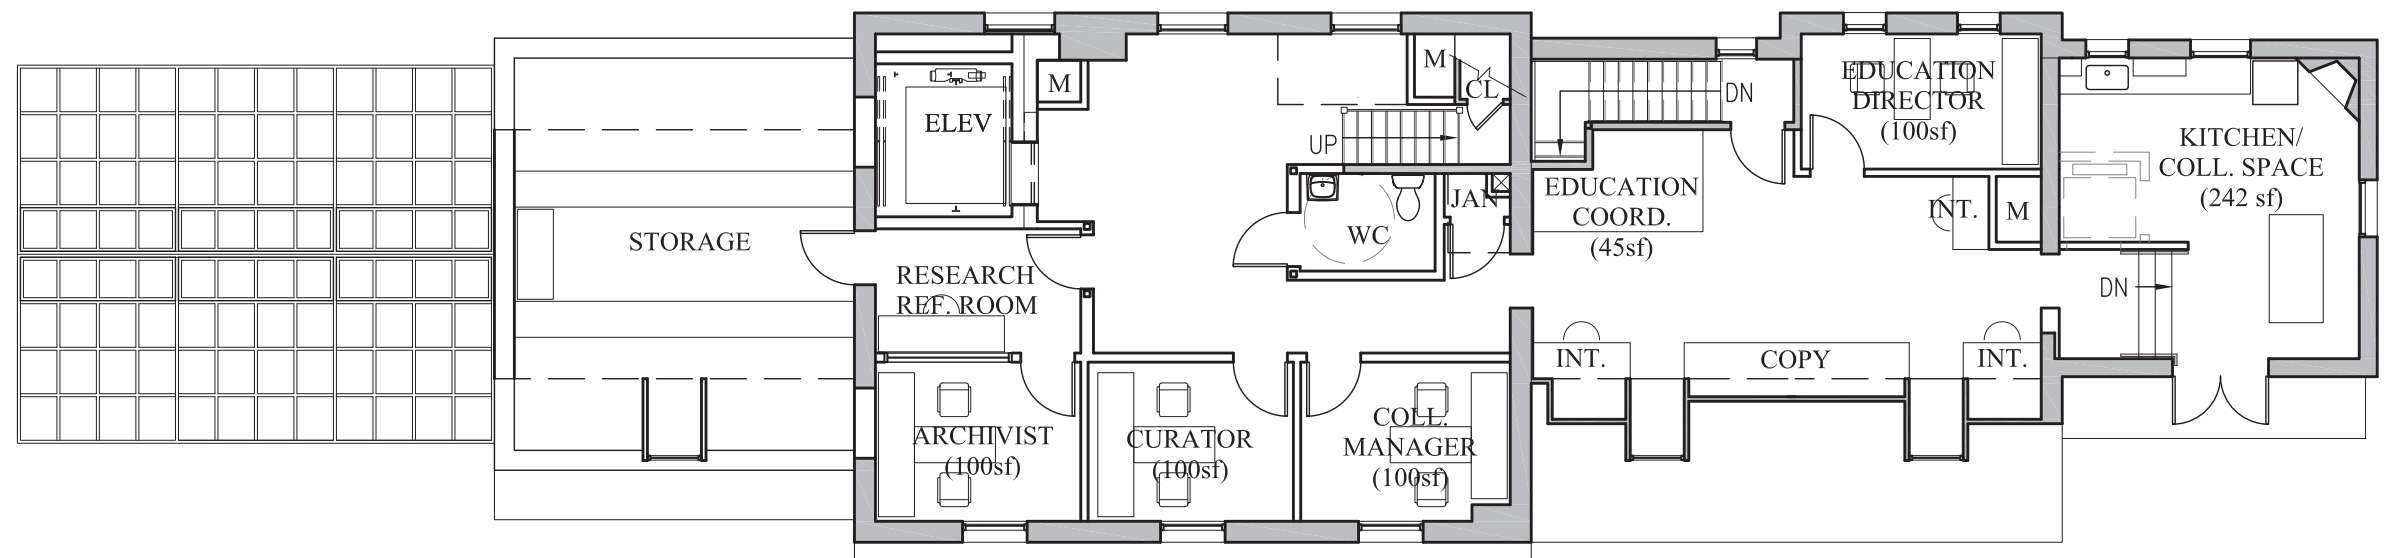 STORAGE
ELEV
M
RESEARCH
REF. ROOM
ARCHIVIST
(100sf)
CURATOR
(100sf)
COLL.
MANAGER
(100sf)
M
CL
UP
WC
JAN
DN
EDUCATION
COORD.
(45sf)
EDUCATION
DIRECTOR
(100sf)
INT.
M
INT.
COPY
INT.
KITCHEN/
COLL. SPACE
(242 sf)
DN